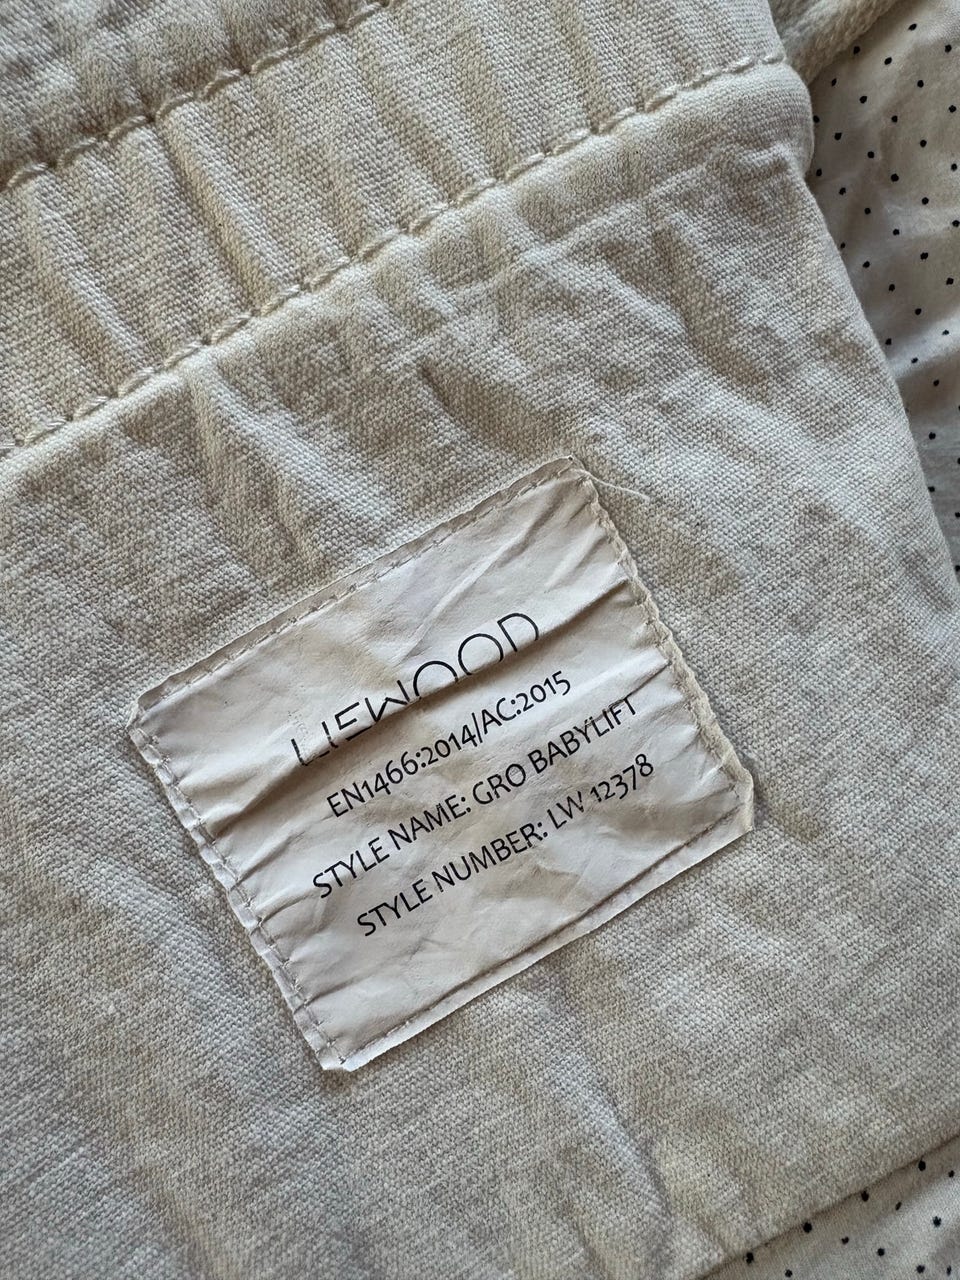 LIEWOOD
EN1466:2014/AC:2015
STYLE NAME: GRO BABYLIFT
STYLE NUMBER: LW 12378